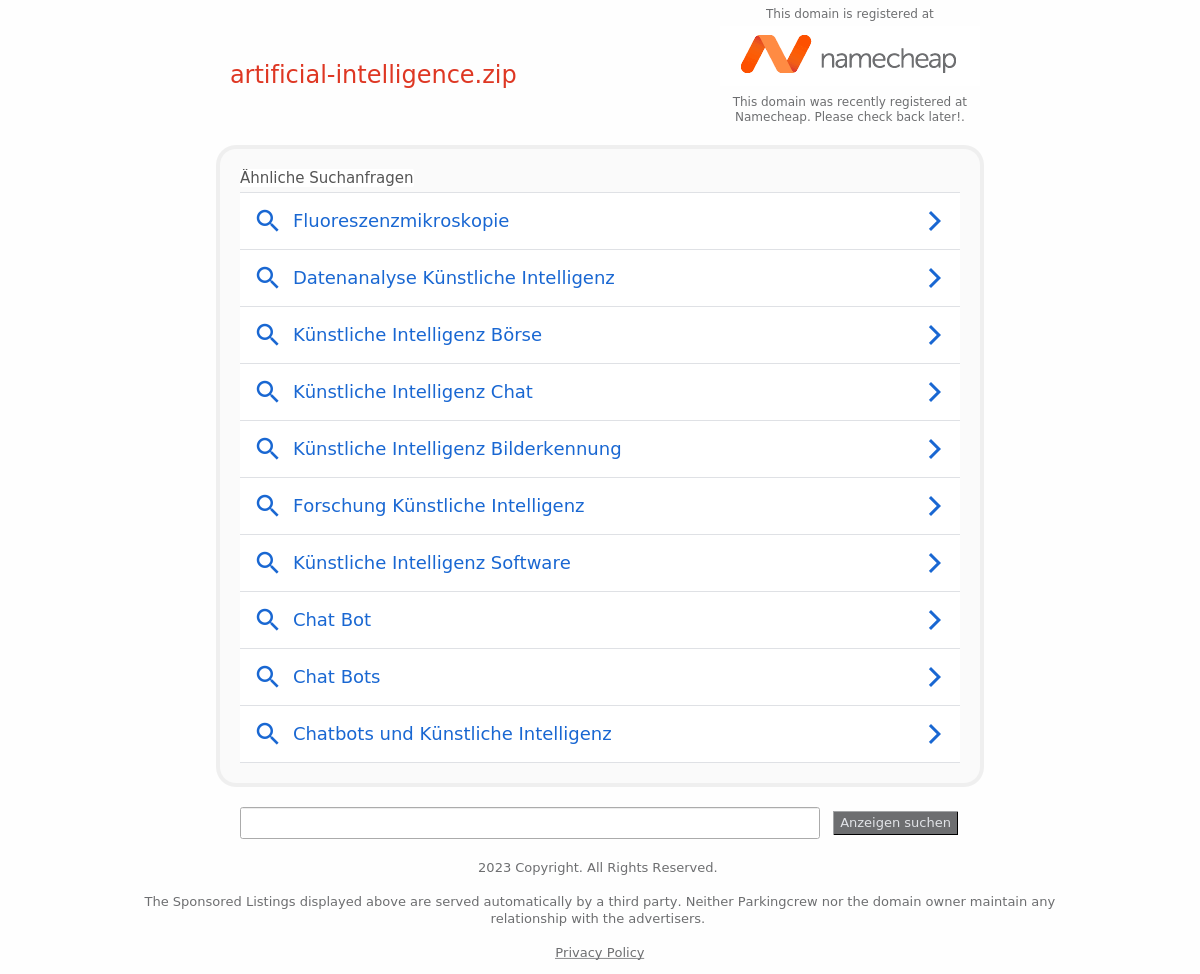 This domain is registered at
namecheap
artificial-intelligence.zip
This domain was recently registered at
Namecheap. Please check back later!.
Ähnliche Suchanfragen
Fluoreszenzmikroskopie
Datenanalyse Künstliche Intelligenz
Künstliche Intelligenz Börse
Künstliche Intelligenz Chat
Künstliche Intelligenz Bilderkennung
Forschung Künstliche Intelligenz
Künstliche Intelligenz Software
Chat Bot
Chat Bots
Chatbots und Künstliche Intelligenz
Anzeigen suchen
2023 Copyright. All Rights Reserved.
The Sponsored Listings displayed above are served automatically by a third party. Neither Parkingcrew nor the domain owner maintain any
relationship with the advertisers.
Privacy Policy